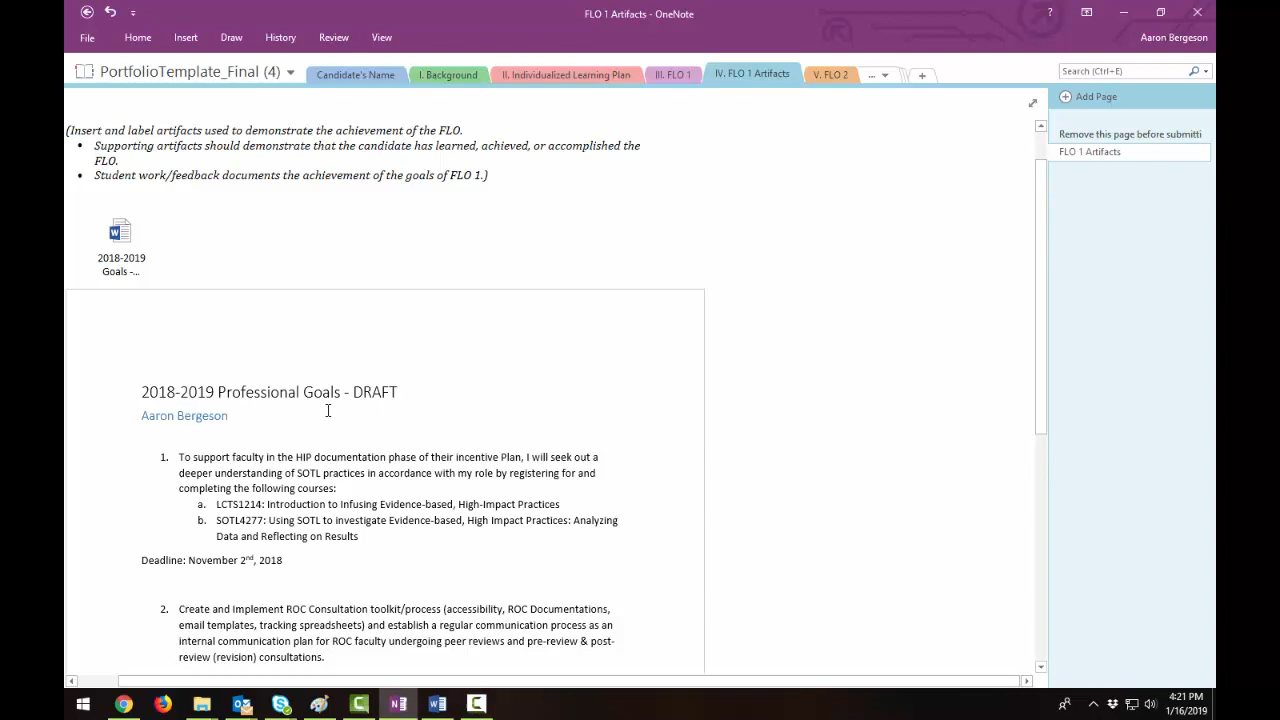 FLO 1 Artifacts - OneNote
?
File
Home
Insert
Draw
History
Review
View
Aaron Bergeson
PortfolioTemplate_Final (4)
Candidate's Name
I. Background
II. Individualized Learning Plan
III. FLO 1
IV. FLO 1 Artifacts
V. FLO 2
...
Search (Ctrl+E)
Add Page
Remove this page before submitti
FLO 1 Artifacts
(Insert and label artifacts used to demonstrate the achievement of the FLO.
• Supporting artifacts should demonstrate that the candidate has learned, achieved, or accomplished the
FLO.
• Student work/feedback documents the achievement of the goals of FLO 1.)
2018-2019
Goals -...
2018-2019 Professional Goals - DRAFT
Aaron Bergeson
1. To support faculty in the HIP documentation phase of their incentive Plan, I will seek out a
deeper understanding of SOTL practices in accordance with my role by registering for and
completing the following courses:
a. LCTS1214: Introduction to Infusing Evidence-based, High-Impact Practices
b. SOTL4277: Using SOTL to investigate Evidence-based, High Impact Practices: Analyzing
Data and Reflecting on Results
Deadline: November 2nd, 2018
2. Create and implement ROC Consultation toolkit/process (accessibility, ROC Documentations,
email templates, tracking spreadsheets) and establish a regular communication process as an
internal communication plan for ROC faculty undergoing peer reviews and pre-review & post-
review (revision) consultations.
4:21 PM
1/16/2019